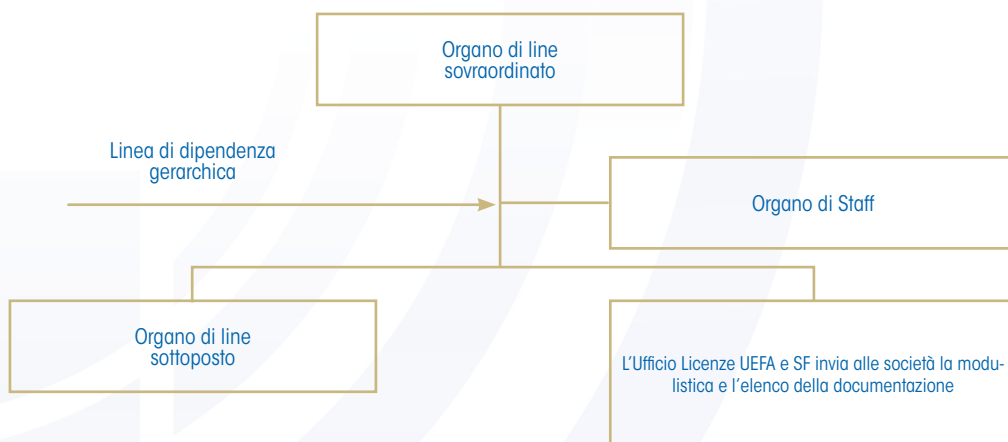 Organo di line
sovraordinato
Linea di dipendenza
gerarchica
Organo di Staff
Organo di line
sottoposto
L'Ufficio Licenze UEFA e SF invia alle società la modu-
listica e l'elenco della documentazione